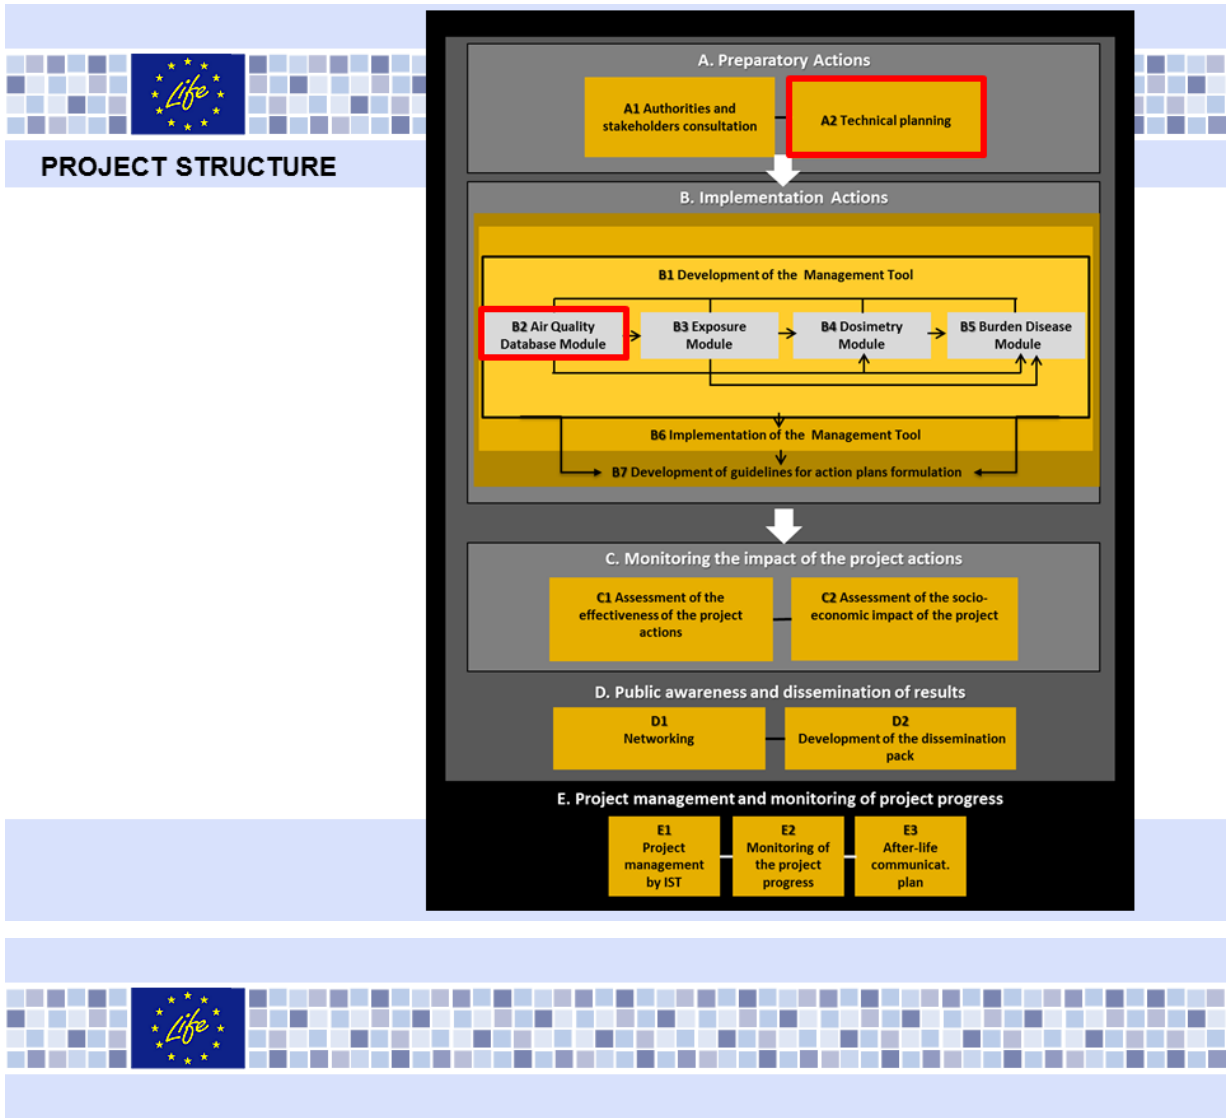 Life
PROJECT STRUCTURE
A. Preparatory Actions
A1 Authorities and
stakeholders consultation
A2 Technical planning
B. Implementation Actions
B1 Development of the Management Tool
B2 Air Quality
Database Module
B3 Exposure
Module
B4 Dosimetry
Module
B5 Burden Disease
Module
B6 Implementation of the Management Tool
B7 Development of guidelines for action plans formulation
C. Monitoring the impact of the project actions
C1 Assessment of the
effectiveness of the project
actions
C2 Assessment of the socio-
economic impact of the project
D. Public awareness and dissemination of results
D1
Networking
D2
Development of the dissemination
pack
E. Project management and monitoring of project progress
E1
Project
management
by IST
E2
Monitoring of
the project
progress
E3
After-life
communicat.
plan
Life